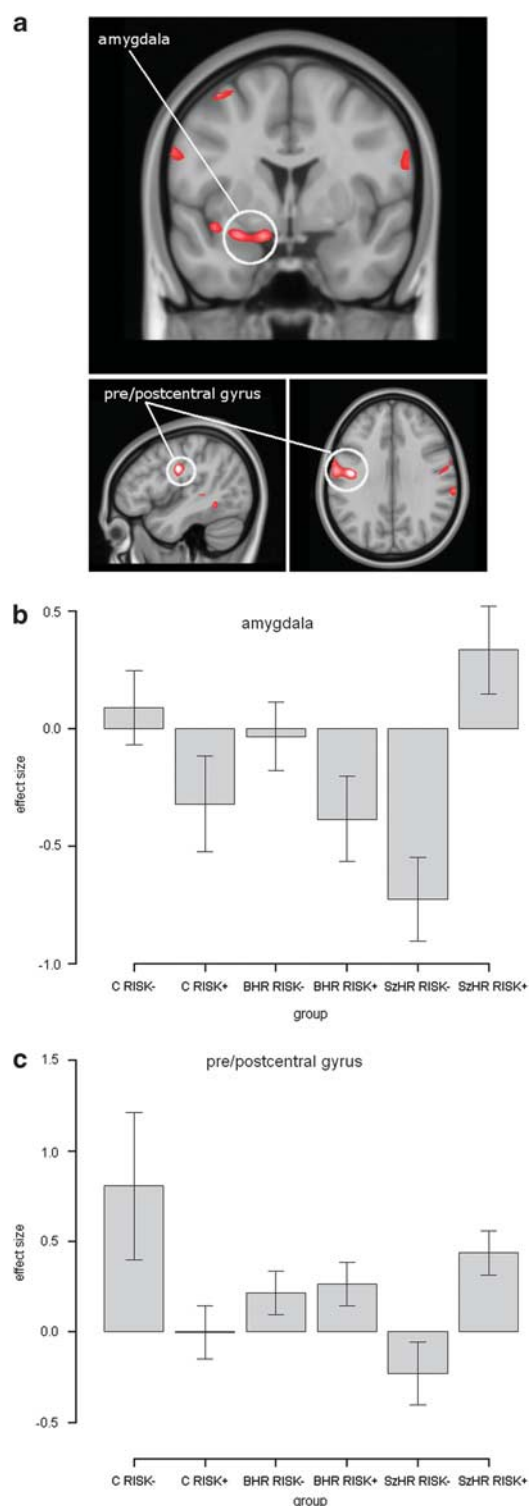 a
amygdala
pre/postcentral gyrus
b
amygdala
effect size
0.5
0.0
-0.5
-1.0
C RISK- C RISK+ BHR RISK- BHR RISK+ SzHR RISK- SzHR RISK+
group
c
pre/postcentral gyrus
effect size
1.5
1.0
0.5
0.0
-0.5
C RISK- C RISK+ BHR RISK- BHR RISK+ SzHR RISK- SzHR RISK+
group